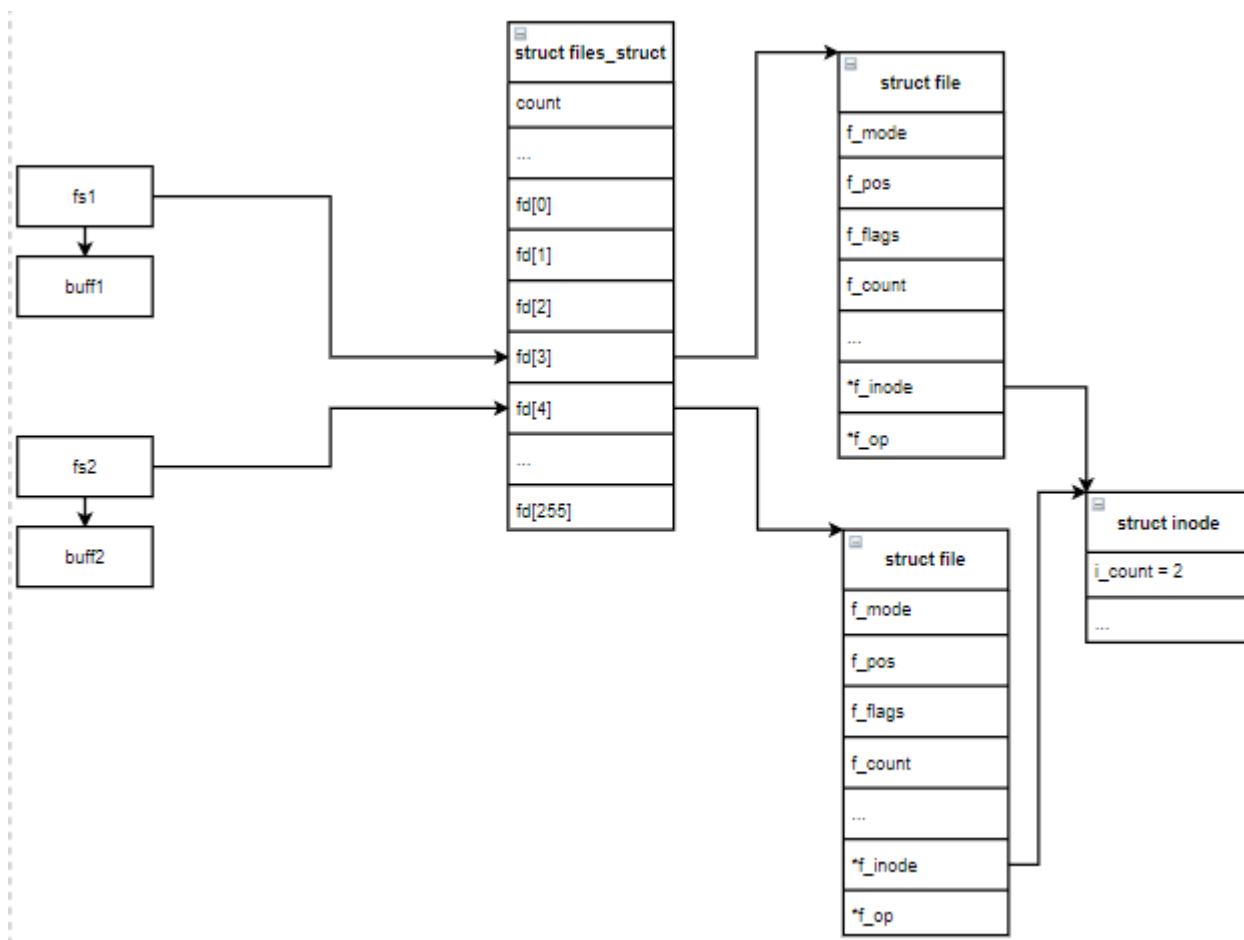 fs1
buff1
fs2
buff2
struct files_struct
count
...
fd[0]
fd[1]
fd[2]
fd[3]
fd[4]
...
fd[255]
struct file
f_mode
f_pos
f_flags
f_count
...
*f_inode
*f_op
struct file
f_mode
f_pos
f_flags
f_count
...
*f_inode
*f_op
struct inode
i_count = 2
...